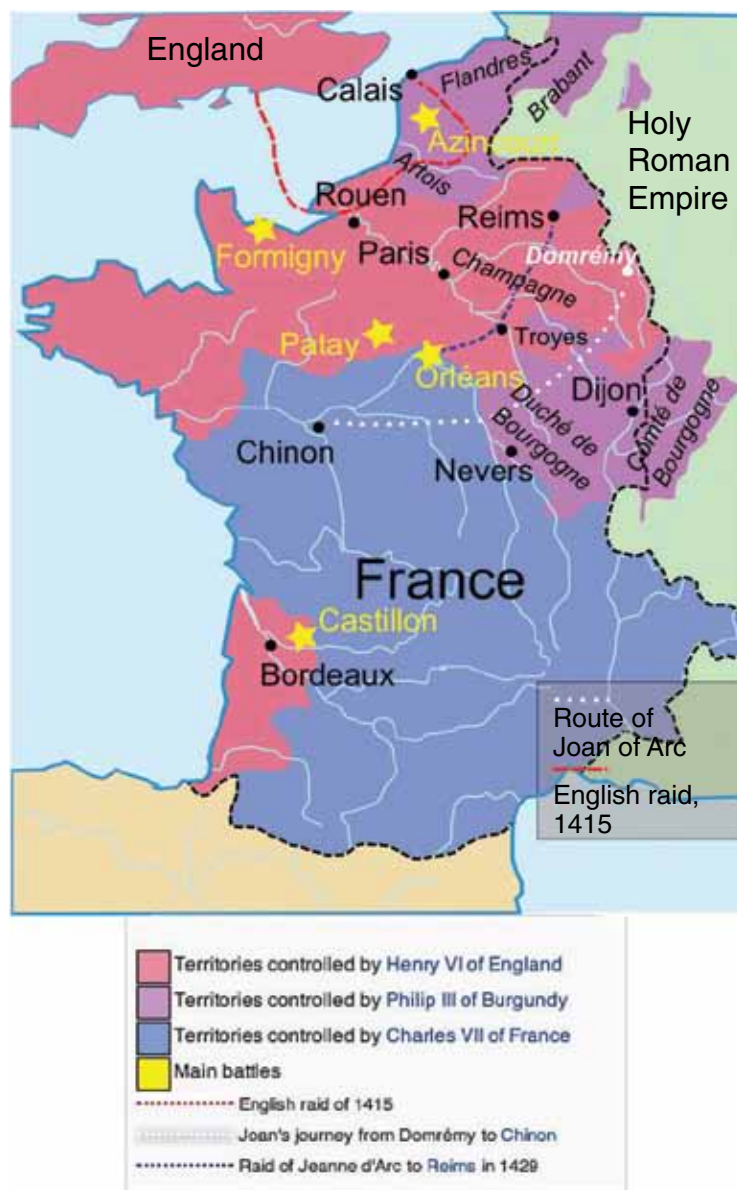 England
Calais
Flandres
Brabant
Azincourt
Holy
Roman
Empire
Artois
Rouen
Reims
Formigny
Paris
Champagne
Domrémy
Patay
Troyes
Orléans
Dijon
Duché de
Bourgogne
Comté de
Bourgogne
Chinon
Nevers
France
Castillon
Bordeaux
Route of
Joan of Arc
English raid,
1415
Territories controlled by Henry VI of England
Territories controlled by Philip III of Burgundy
Territories controlled by Charles VII of France
Main battles
English raid of 1415
Joan's journey from Domrémy to Chinon
Raid of Jeanne d'Arc to Reims in 1429